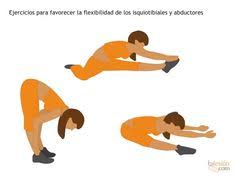 Ejercicios para favorecer la flexibilidad de los isquiotibiales y abductores